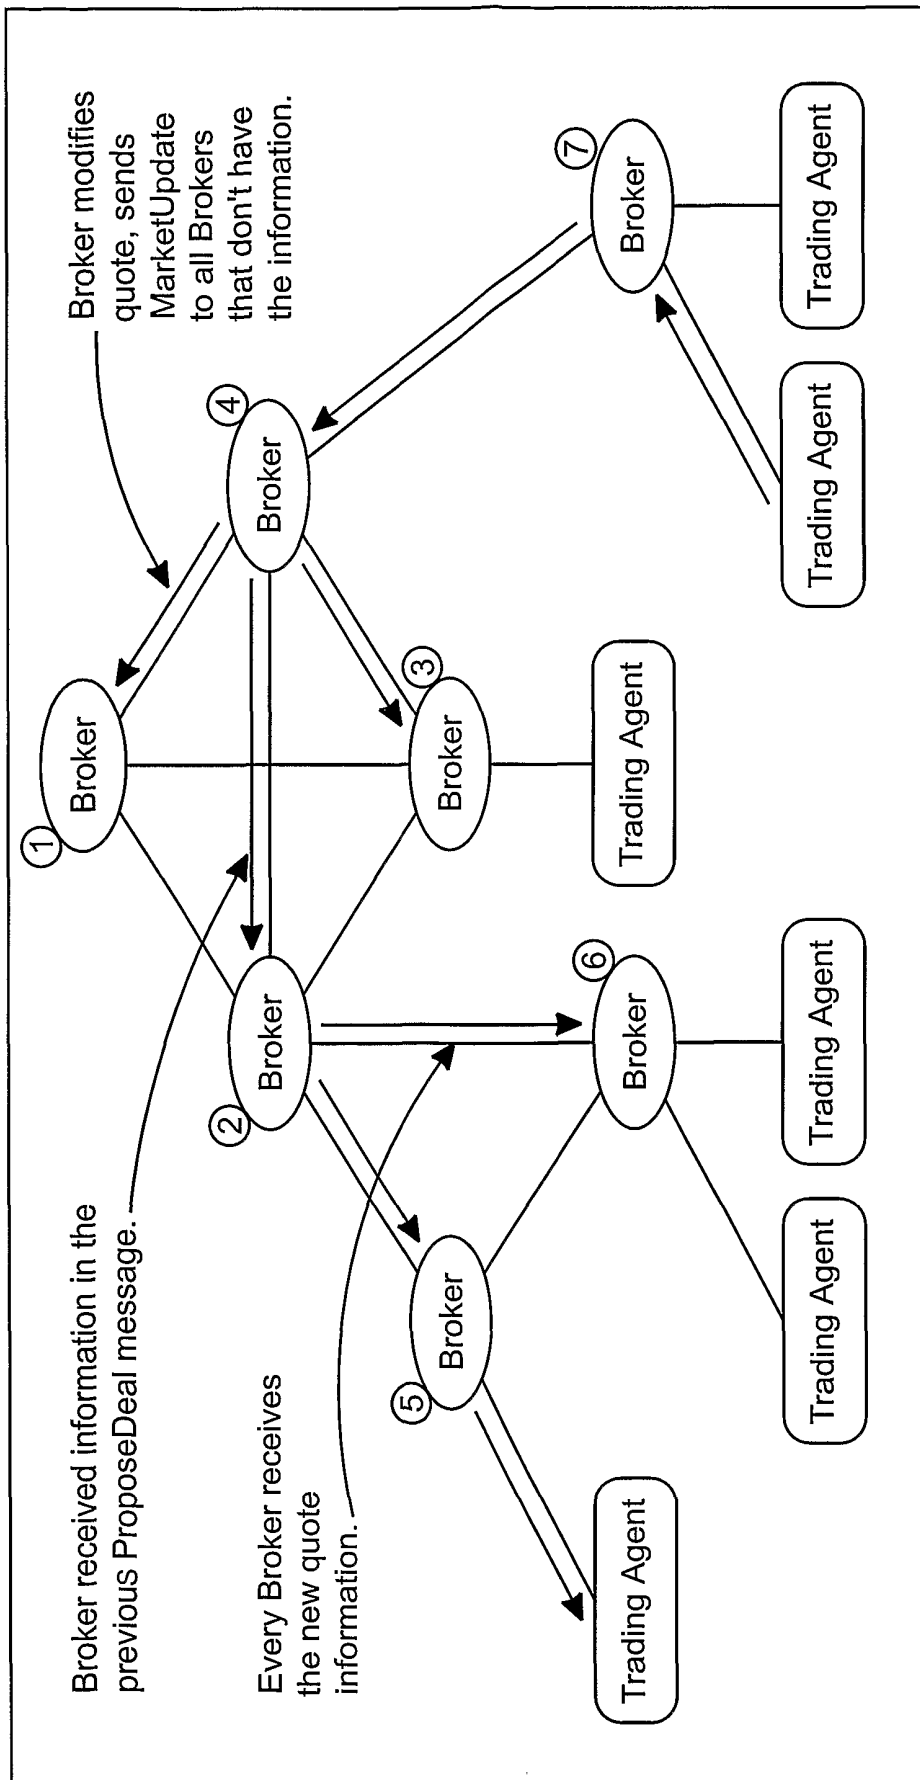 Broker received information in the
previous ProposeDeal message.
Broker modifies
quote, sends
MarketUpdate
to all Brokers
that don't have
the information.
Every Broker receives
the new quote
information.
1
Broker
2
Broker
4
Broker
5
Broker
3
Broker
6
Broker
7
Broker
Trading Agent
Trading Agent
Trading Agent
Trading Agent
Trading Agent
Trading Agent